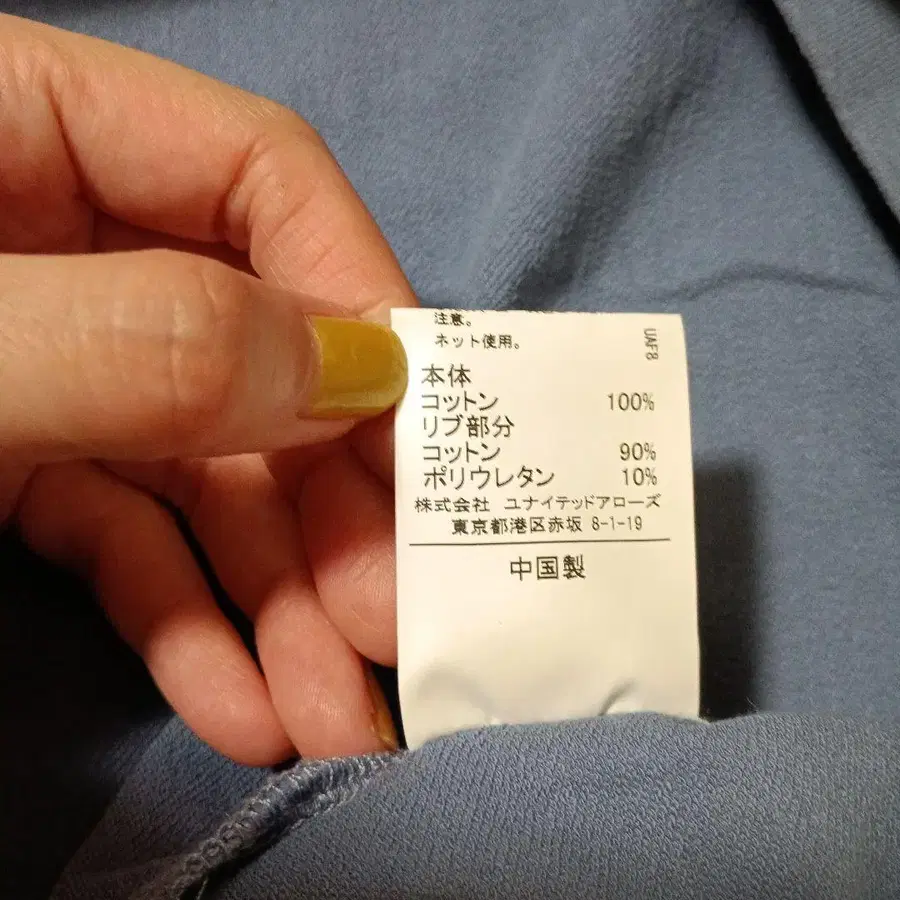 注意。
ネット使用。
UAF8
本体
コットン 100%
リブ部分
コットン 90%
ポリウレタン 10%
株式会社 ユナイテッドアローズ
東京都港区赤坂 8-1-19
中国製